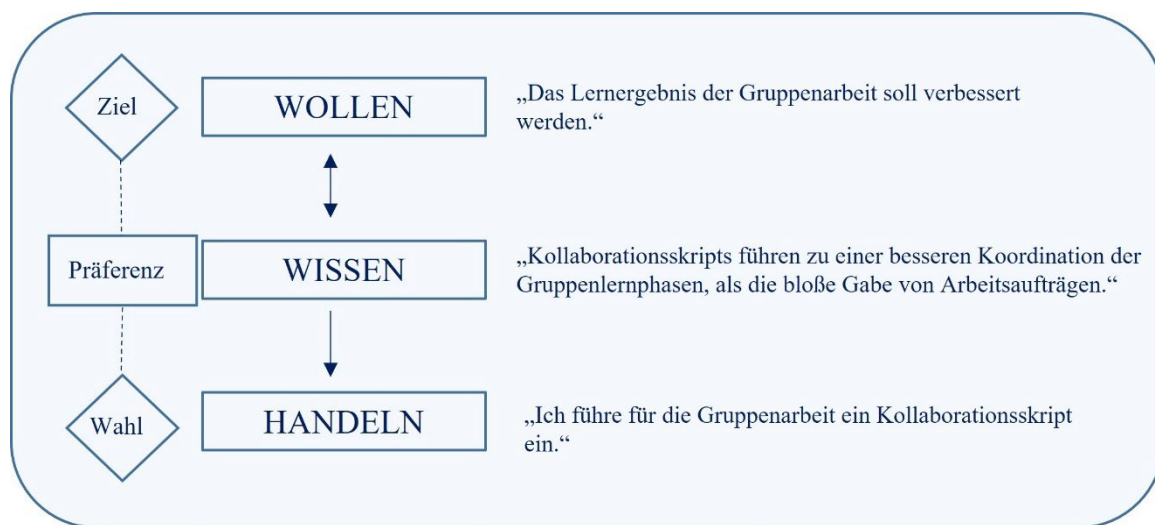 Ziel
WOLLEN
„Das Lernergebnis der Gruppenarbeit soll verbessert
werden.“
Präferenz
WISSEN
„Kollaborationsskripts führen zu einer besseren Koordination der
Gruppenlernphasen, als die bloße Gabe von Arbeitsaufträgen.“
Wahl
HANDELN
„Ich führe für die Gruppenarbeit ein Kollaborationsskript
ein.“